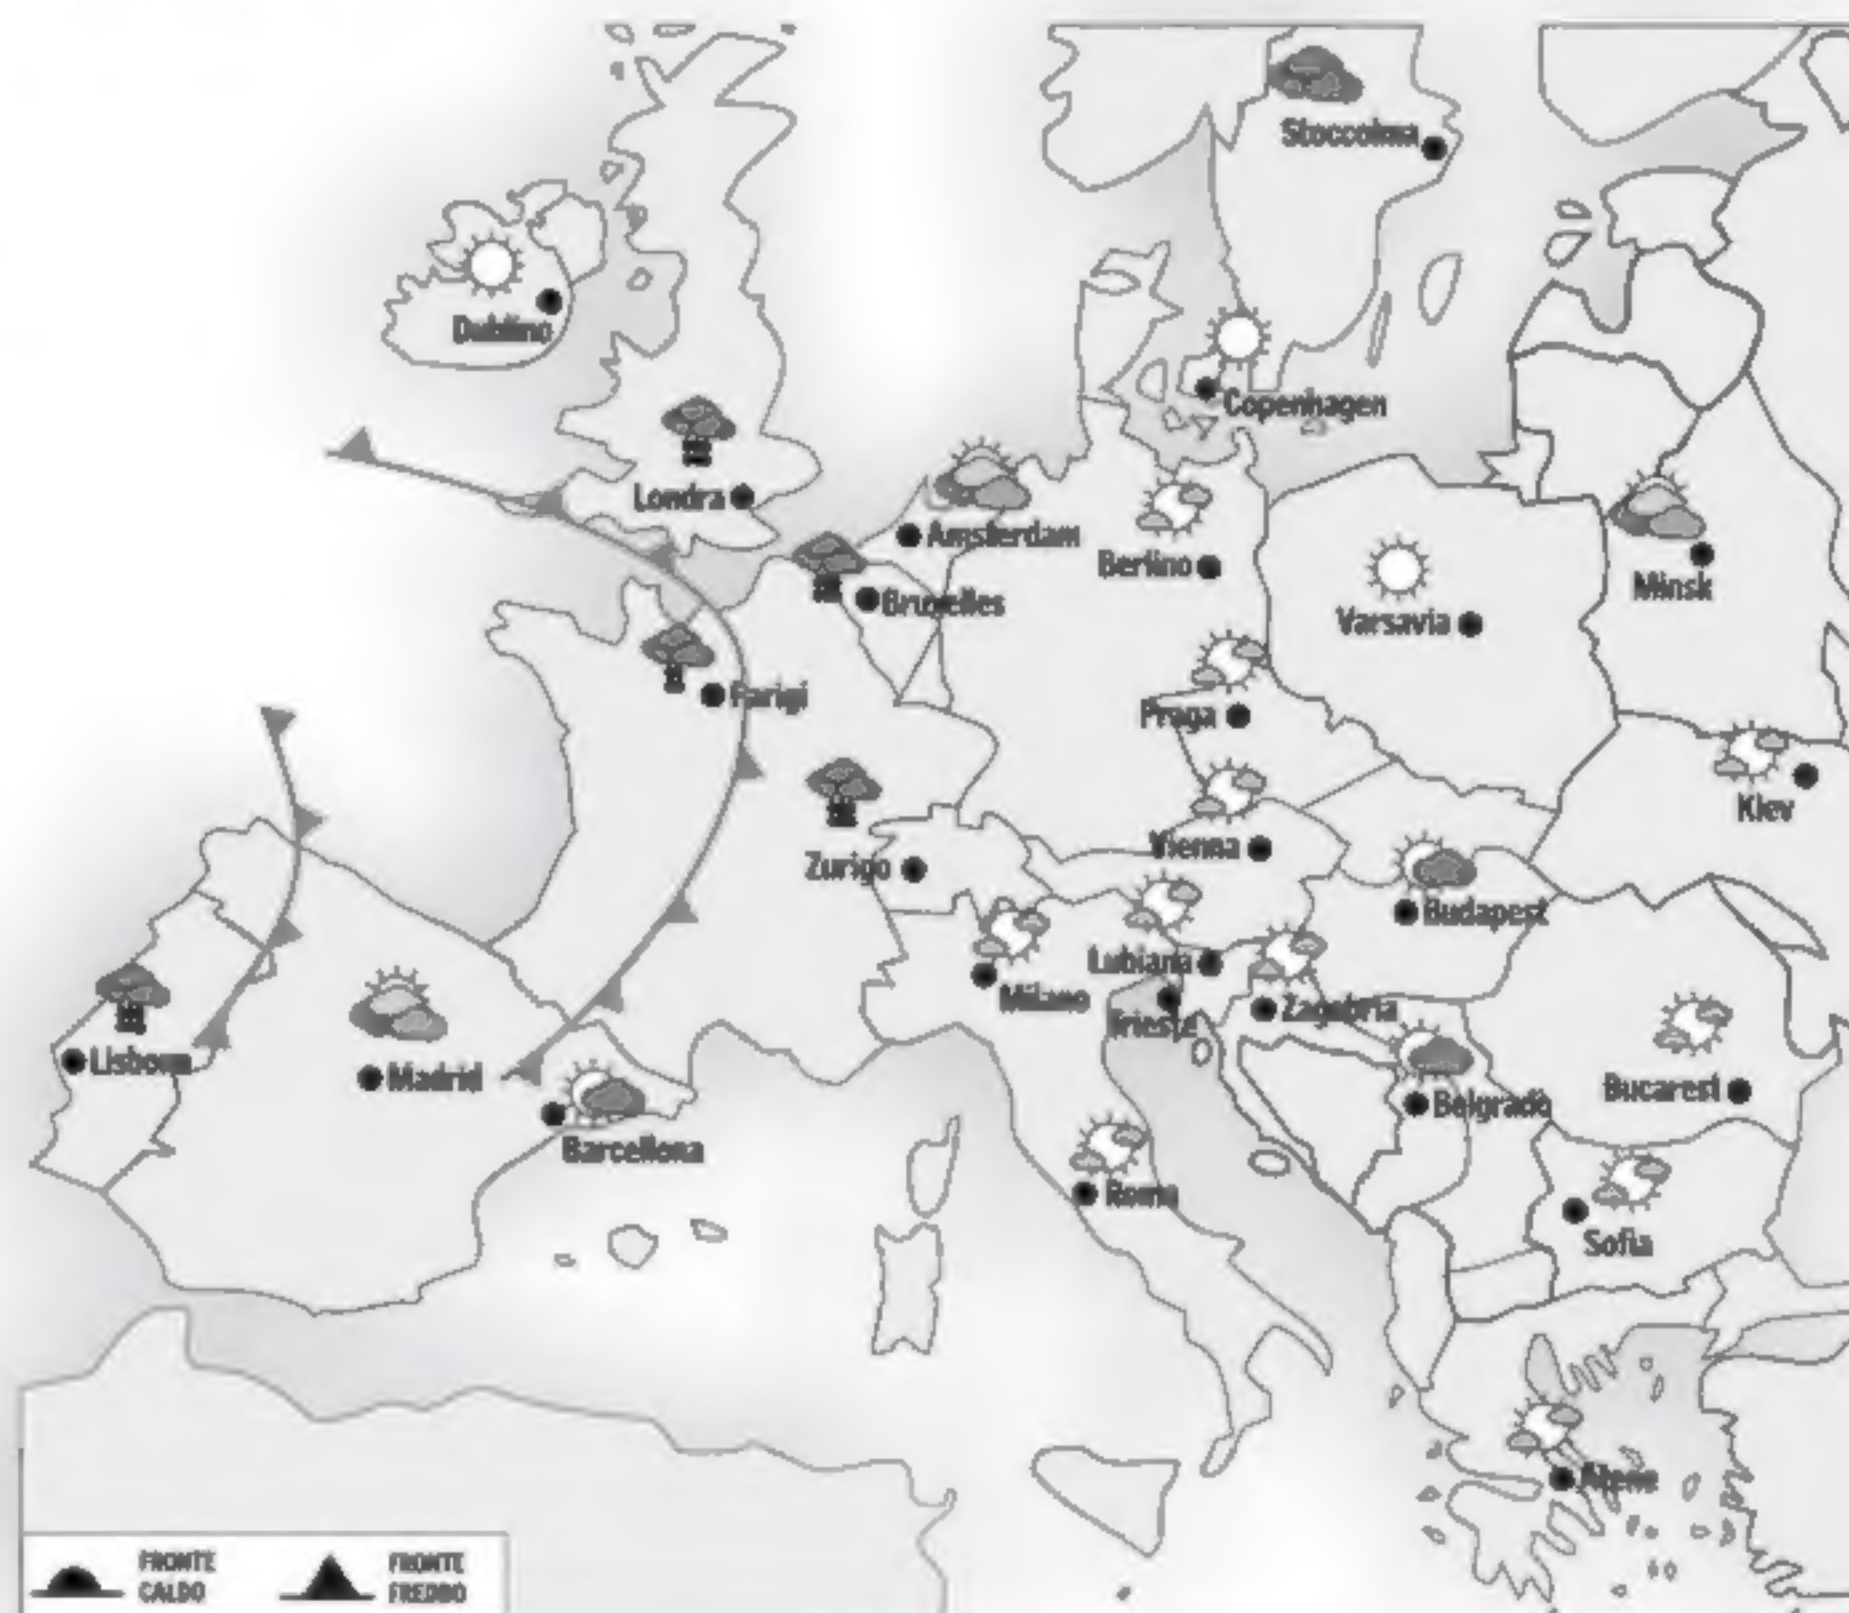 Stoccolma
Dublino
Copenhagen
Londra
Amsterdam
Berlino
Minsk
Bruxelles
Varsavia
Parigi
Praga
Kiev
Vienna
Zurigo
Budapest
Lubiana
Milano
Zagabria
Trieste
Lisbona
Madrid
Bucarest
Belgrado
Barcellona
Roma
Sofia
Atene
FRONTE
CALDO
FRONTE
FREDDO